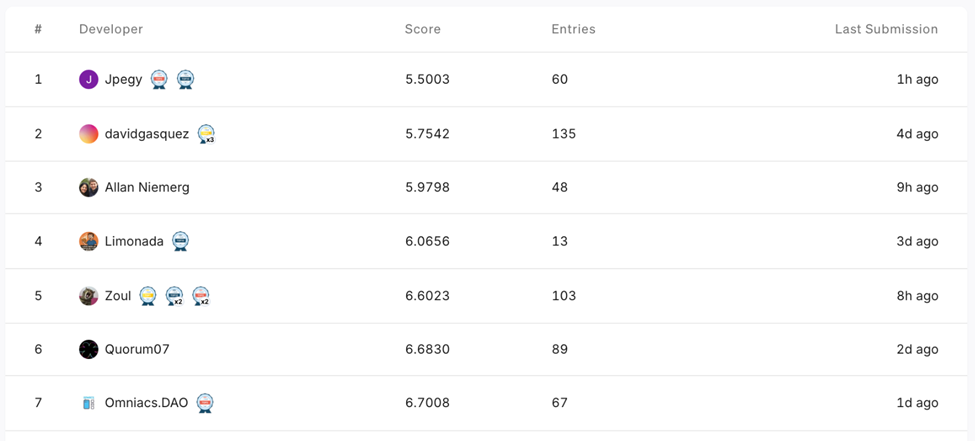 # Developer Score Entries Last Submission
1 J Jpegy 5.5003 60 1h ago
2 davidgasquez x3 5.7542 135 4d ago
3 Allan Niemerg 5.9798 48 9h ago
4 Limonada 6.0656 13 3d ago
5 Zoul x2 x2 6.6023 103 8h ago
6 Quorum07 6.6830 89 2d ago
7 Omniacs.DAO 6.7008 67 1d ago